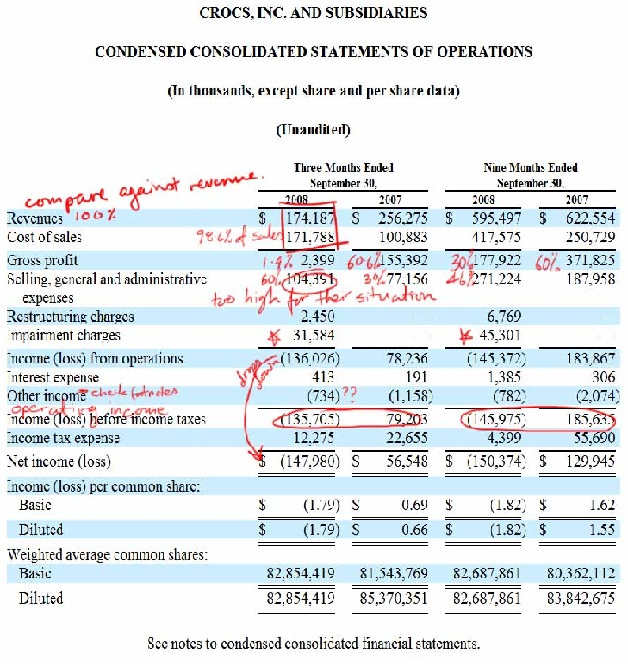 CROCS, INC. AND SUBSIDIARIES
CONDENSED CONSOLIDATED STATEMENTS OF OPERATIONS
(In thousands, except share and per share data)
(Unaudited)
Three Months Ended Nine Months Ended
September 30, September 30,
compare against revenue.
2008 2007 2008 2007
Revenues 100% $ 174,187 $ 256,275 $ 595,497 $ 622,554
Cost of sales 98.6% of sales 171,788 100,883 417,575 250,729
Gross profit 1.4% 2,399 60.6% 155,392 30% 177,922 60% 371,825
Selling, general and administrative 60% 104,391 30% 77,156 46% 271,224 187,958
expenses too high for their situation
Restructuring charges 2,450 6,769
Impairment charges 31,584 45,301
Income (loss) from operations (136,026) 78,236 (145,372) 183,867
Interest expense 413 191 1,385 306
Other income check footnotes (734) ?? (1,158) (782) (2,074)
operating income
Income (loss) before income taxes (135,705) 79,203 (145,975) 185,635
Income tax expense 12,275 22,655 4,399 55,690
Net income (loss) $ (147,980) $ 56,548 $ (150,374) $ 129,945
Income (loss) per common share:
Basic $ (1.79) $ 0.69 $ (1.82) $ 1.62
Diluted $ (1.79) $ 0.66 $ (1.82) $ 1.55
Weighted average common shares:
Basic 82,854,419 81,543,769 82,687,861 80,352,112
Diluted 82,854,419 85,370,351 82,687,861 83,842,675
See notes to condensed consolidated financial statements.